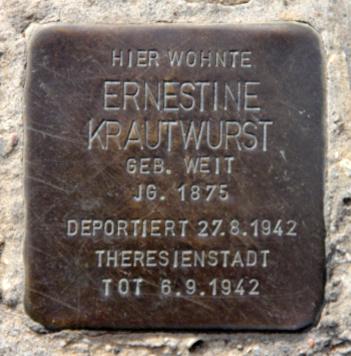 HIER WOHNTE
ERNESTINE
KRAUTWURST
GEB. WEIT
JG. 1875
DEPORTIERT 27.8.1942
THERESIENSTADT
TOT 6.9.1942